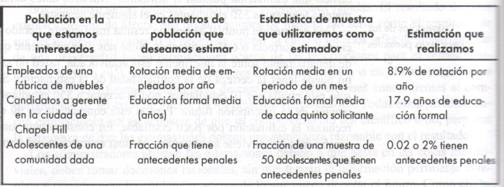 Población en la
que estamos
interesados
Parámetros de
población que
deseamos estimar
Estadística de muestra
que utilizaremos como
estimador
Estimación que
realizamos
Empleados de una
fábrica de muebles
Rotación media de em-
pleados por año
Rotación media en un
periodo de un mes
8.9% de rotación por
año
Candidatos a gerente
en la ciudad de
Chapel Hill
Educación formal media
(años)
Educación formal media
de cada quinto solicitante
17.9 años de educa-
ción formal
Adolescentes de una
comunidad dada
Fracción que tiene
antecedentes penales
Fracción de una muestra de
50 adolescentes que tienen
antecedentes penales
0.02 o 2% tienen
antecedentes penales